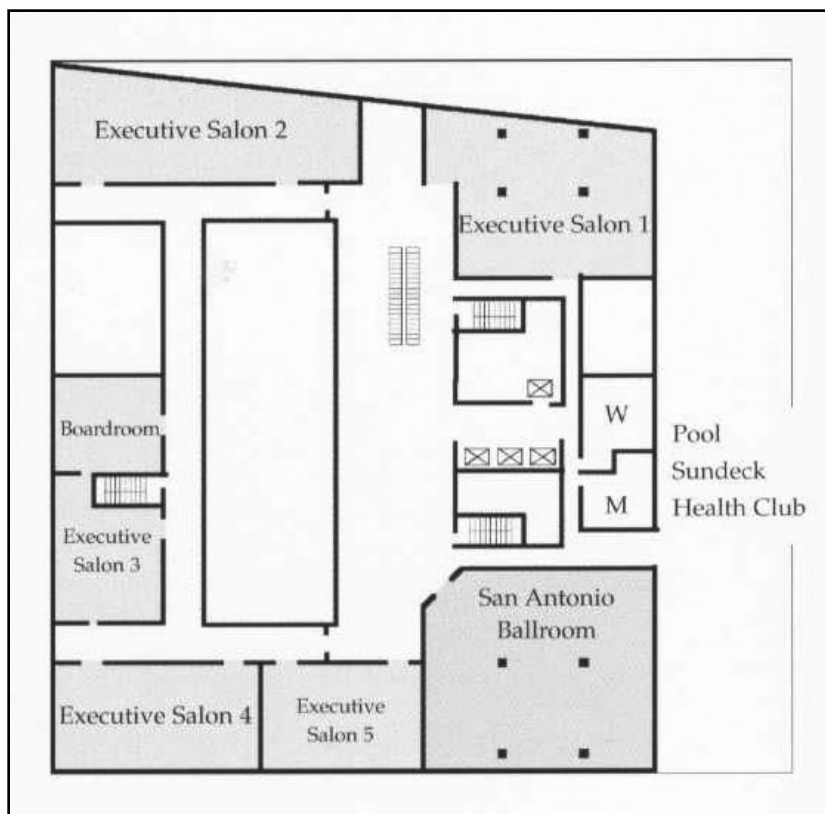 Executive Salon 2
Executive Salon 1
Boardroom
W
Pool
Sundeck
M
Health Club
Executive
Salon 3
San Antonio
Ballroom
Executive Salon 4
Executive
Salon 5